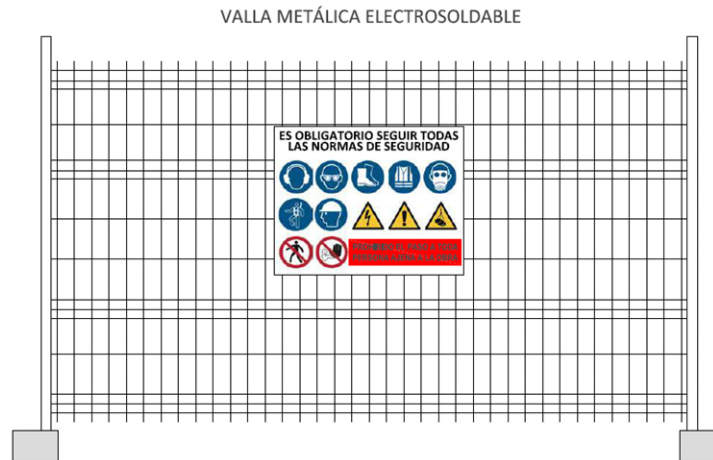 VALLA METÁLICA ELECTROSOLDABLE
ES OBLIGATORIO SEGUIR TODAS
LAS NORMAS DE SEGURIDAD